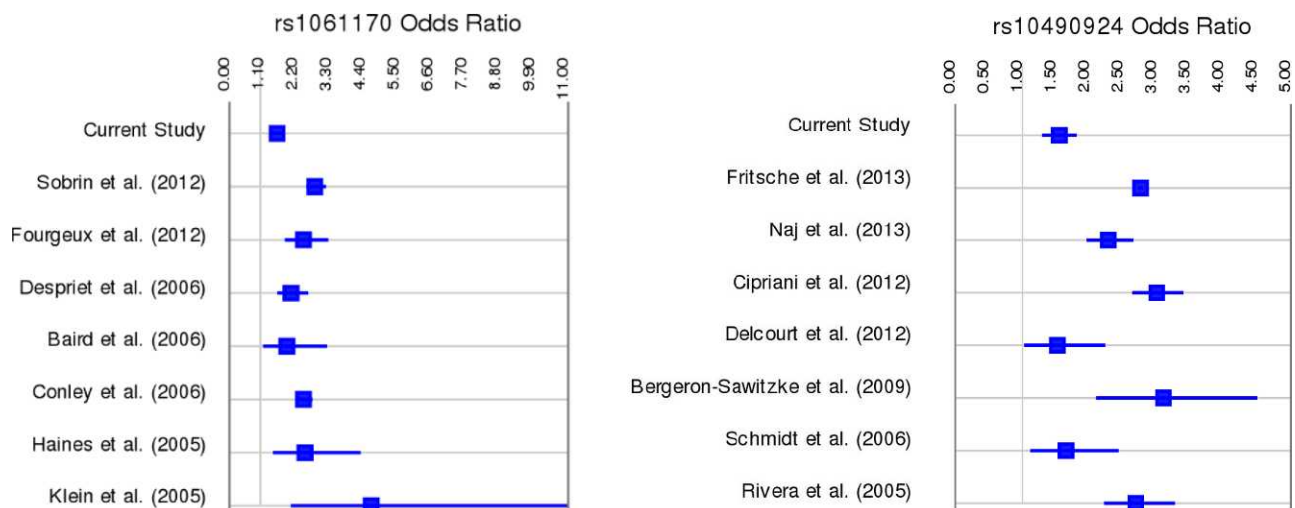 rs1061170 Odds Ratio
0.00 1.10 2.20 3.30 4.40 5.50 6.60 7.70 8.80 9.90 11.00
Current Study
Sobrin et al. (2012)
Fourgeux et al. (2012)
Despriet et al. (2006)
Baird et al. (2006)
Conley et al. (2006)
Haines et al. (2005)
Klein et al. (2005)
rs10490924 Odds Ratio
0.00 0.50 1.00 1.50 2.00 2.50 3.00 3.50 4.00 4.50 5.00
Current Study
Fritsche et al. (2013)
Naj et al. (2013)
Cipriani et al. (2012)
Delcourt et al. (2012)
Bergeron-Sawitzke et al. (2009)
Schmidt et al. (2006)
Rivera et al. (2005)